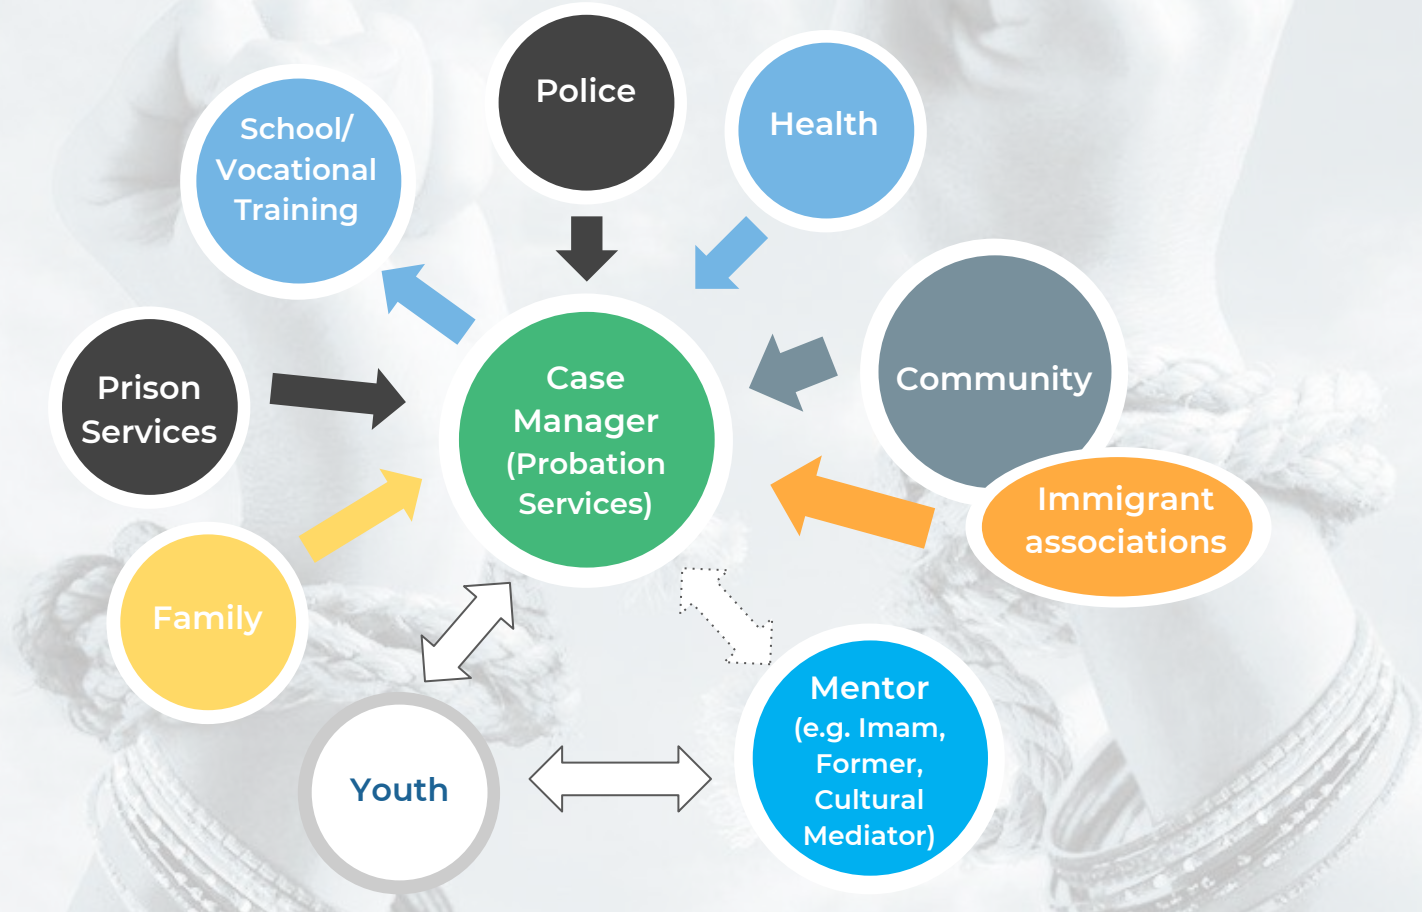 Police
Health
School/
Vocational
Training
Case
Manager
(Probation
Services)
Community
Prison
Services
Immigrant
associations
Family
Mentor
(e.g. Imam,
Former,
Cultural
Mediator)
Youth